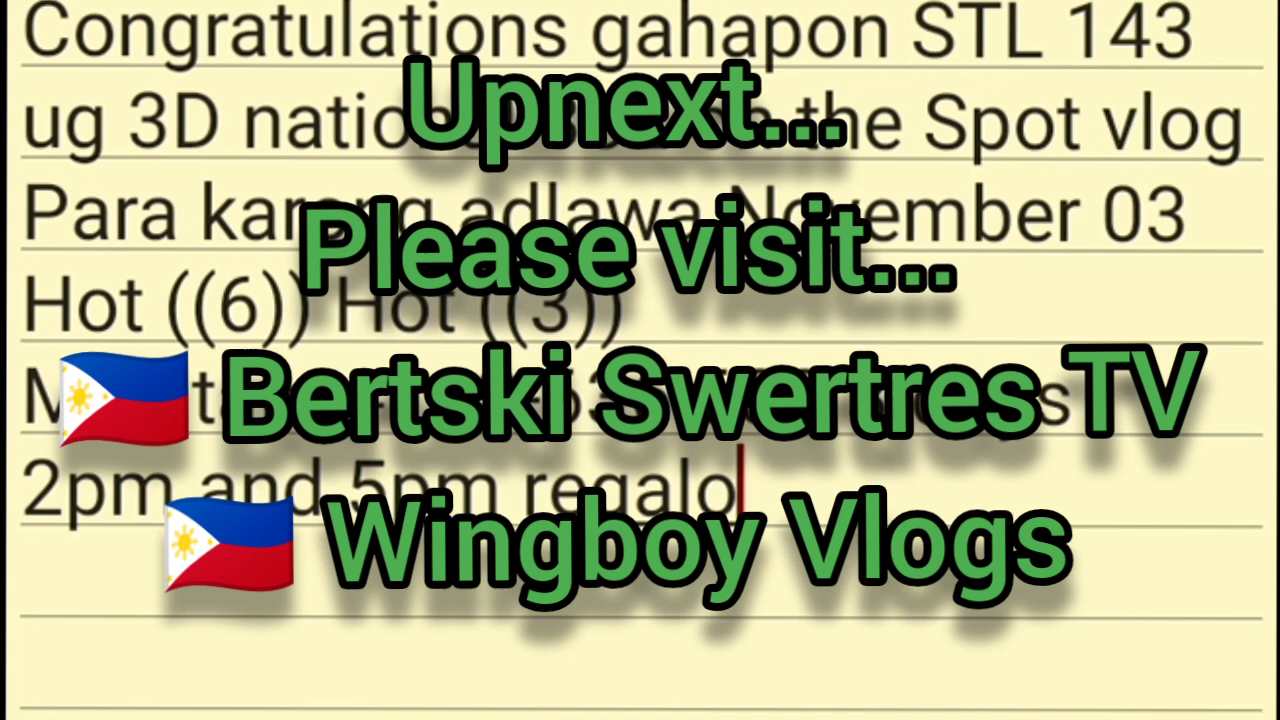 Congratulations gahapon STL 143
ug 3D the Spot vlog
Para karong adlawa November 03
Hot ((6)) Hot ((3))
2pm and 5pm regalo
Upnext...
Please visit...
🇵🇭 Bertski Swertres TV
🇵🇭 Wingboy Vlogs